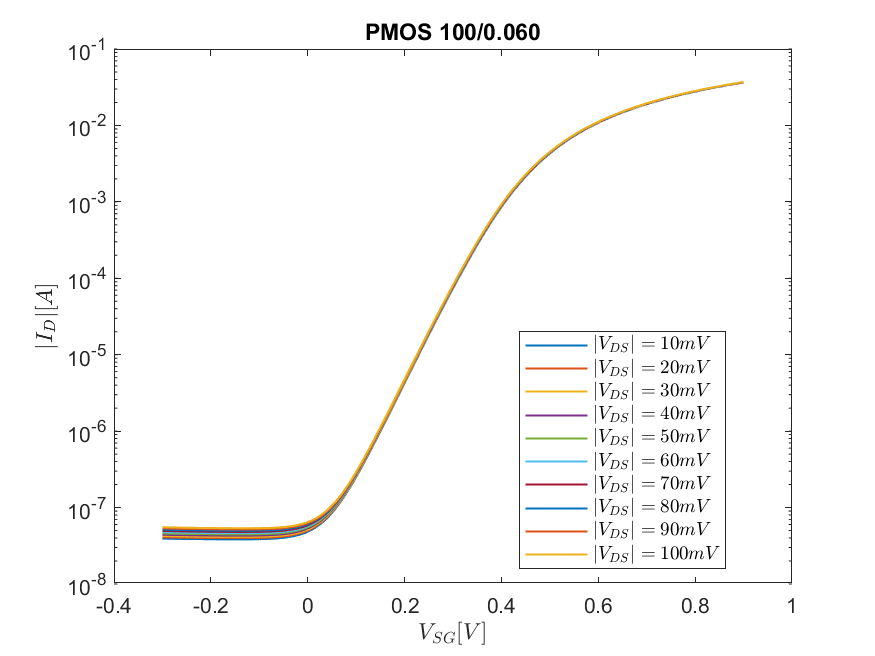 PMOS 100/0.060
10^-1
10^-2
10^-3
10^-4
10^-5
10^-6
10^-7
10^-8
|I_D|[A]
|V_DS| = 10mV
|V_DS| = 20mV
|V_DS| = 30mV
|V_DS| = 40mV
|V_DS| = 50mV
|V_DS| = 60mV
|V_DS| = 70mV
|V_DS| = 80mV
|V_DS| = 90mV
|V_DS| = 100mV
-0.4 -0.2 0 0.2 0.4 0.6 0.8 1
V_SG[V]